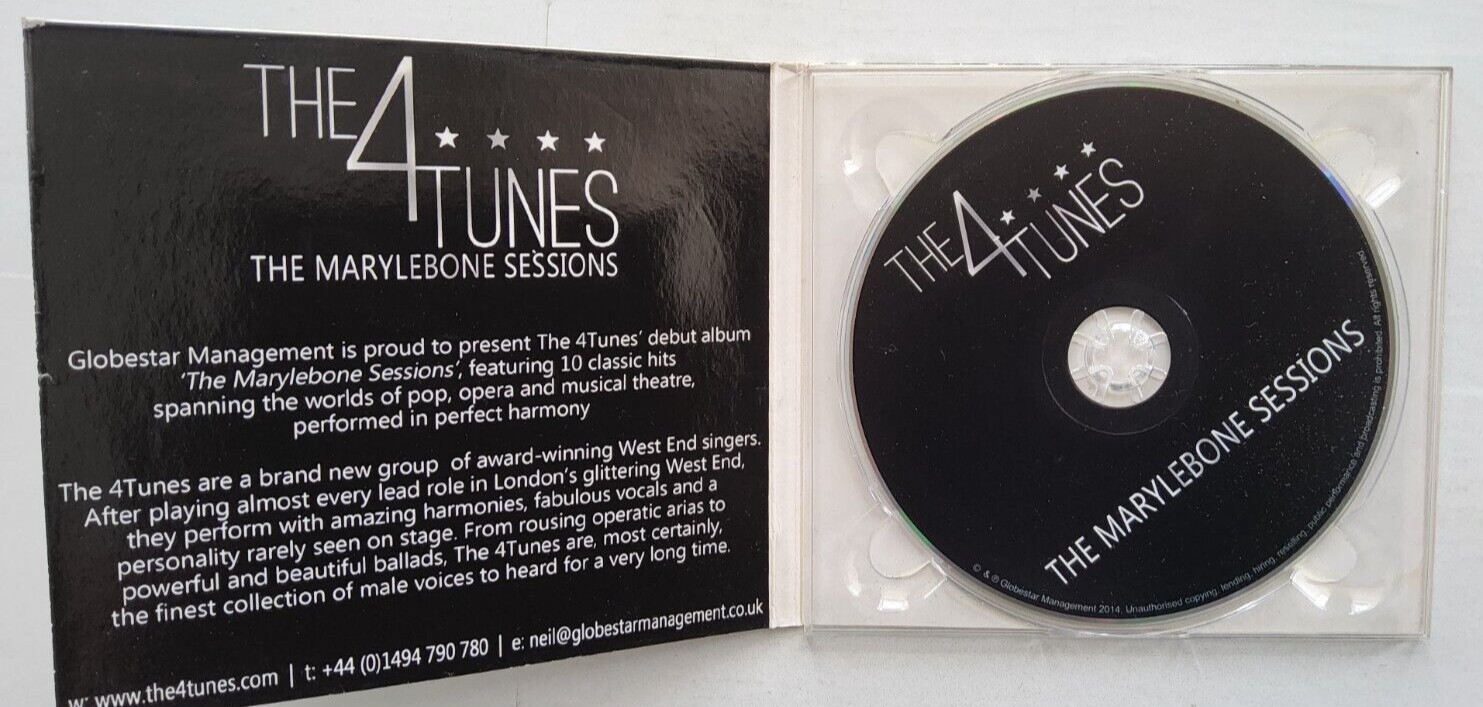 THE 4TUNES
THE MARYLEBONE SESSIONS
Globestar Management is proud to present The 4Tunes' debut album
'The Marylebone Sessions', featuring 10 classic hits
spanning the worlds of pop, opera and musical theatre,
performed in perfect harmony
The 4Tunes are a brand new group of award-winning West End singers.
After playing almost every lead role in London's glittering West End,
they perform with amazing harmonies, fabulous vocals and a
personality rarely seen on stage. From rousing operatic arias to
powerful and beautiful ballads, The 4Tunes are, most certainly,
the finest collection of male voices to heard for a very long time.
w: www.the4tunes.com | t: +44 (0)1494 790 780 | e: neil@globestarmanagement.co.uk
THE 4TUNES
THE MARYLEBONE SESSIONS
© & ℗ Globestar Management 2014. Unauthorised copying, lending, hiring, reselling, public performance and broadcasting is prohibited. All rights reserved